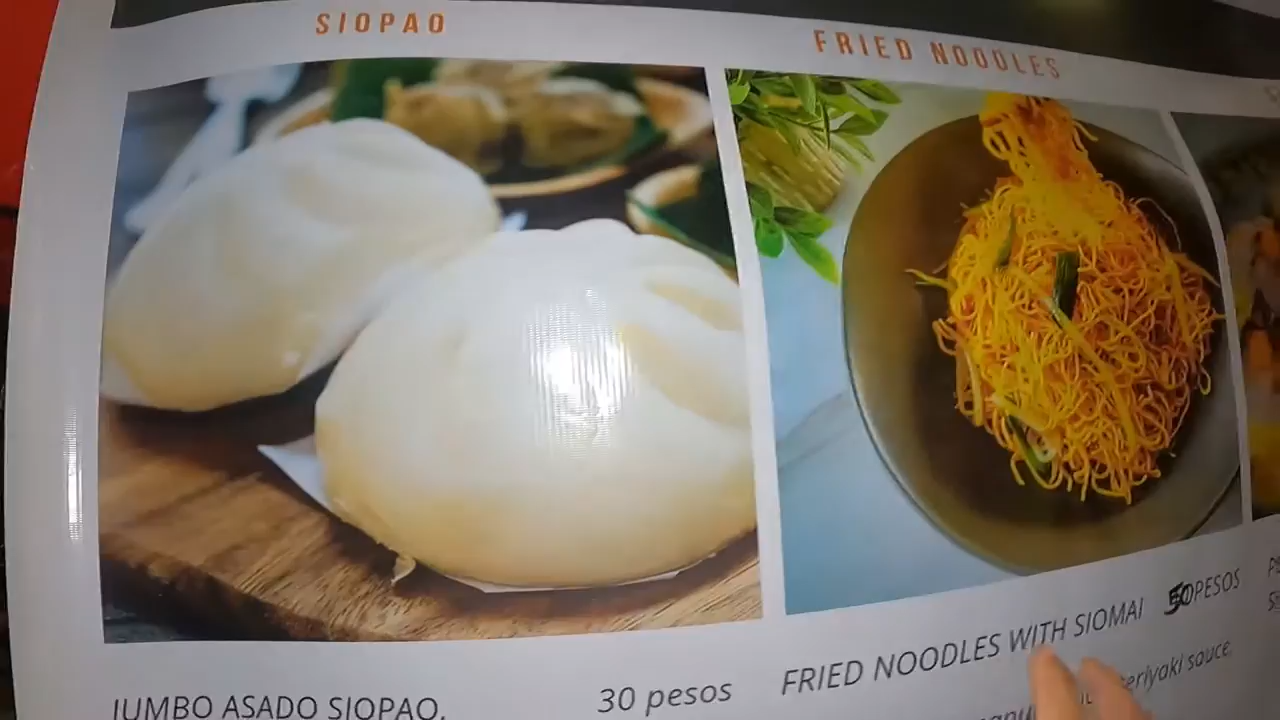 SIOPAO
FRIED NOODLES
JUMBO ASADO SIOPAO, 30 pesos
FRIED NOODLES WITH SIOMAI 50PESOS
teriyaki sauce,